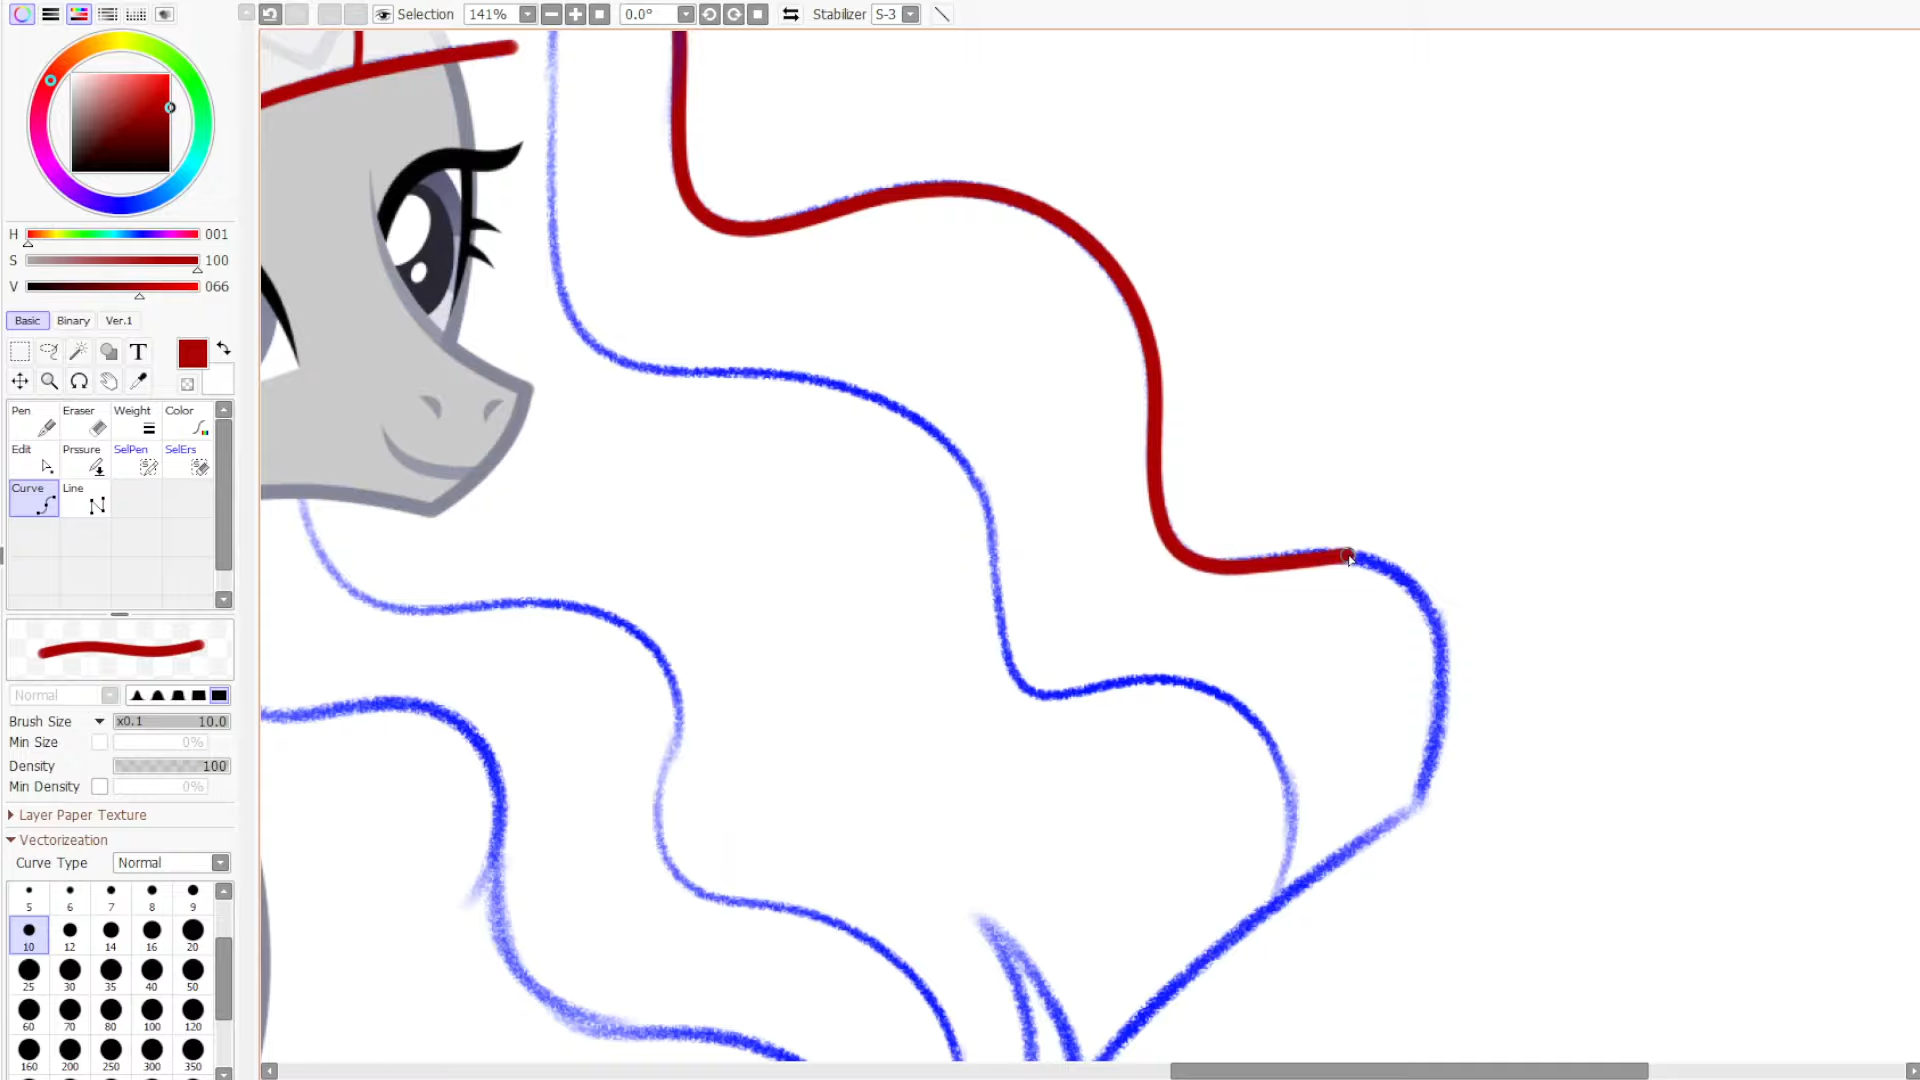 Selection 141% 0.0° Stabilizer S-3
H 001
S 100
V 066
Basic Binary Ver.1
T
Pen Eraser Weight Color
Edit Prssure SelPen SelErs
Curve Line
Normal
Brush Size x0.1 10.0
Min Size 0%
Density 100
Min Density 0%
Layer Paper Texture
Vectorizeation
Curve Type Normal
5 6 7 8 9
10 12 14 16 20
25 30 35 40 50
60 70 80 100 120
160 200 250 300 350